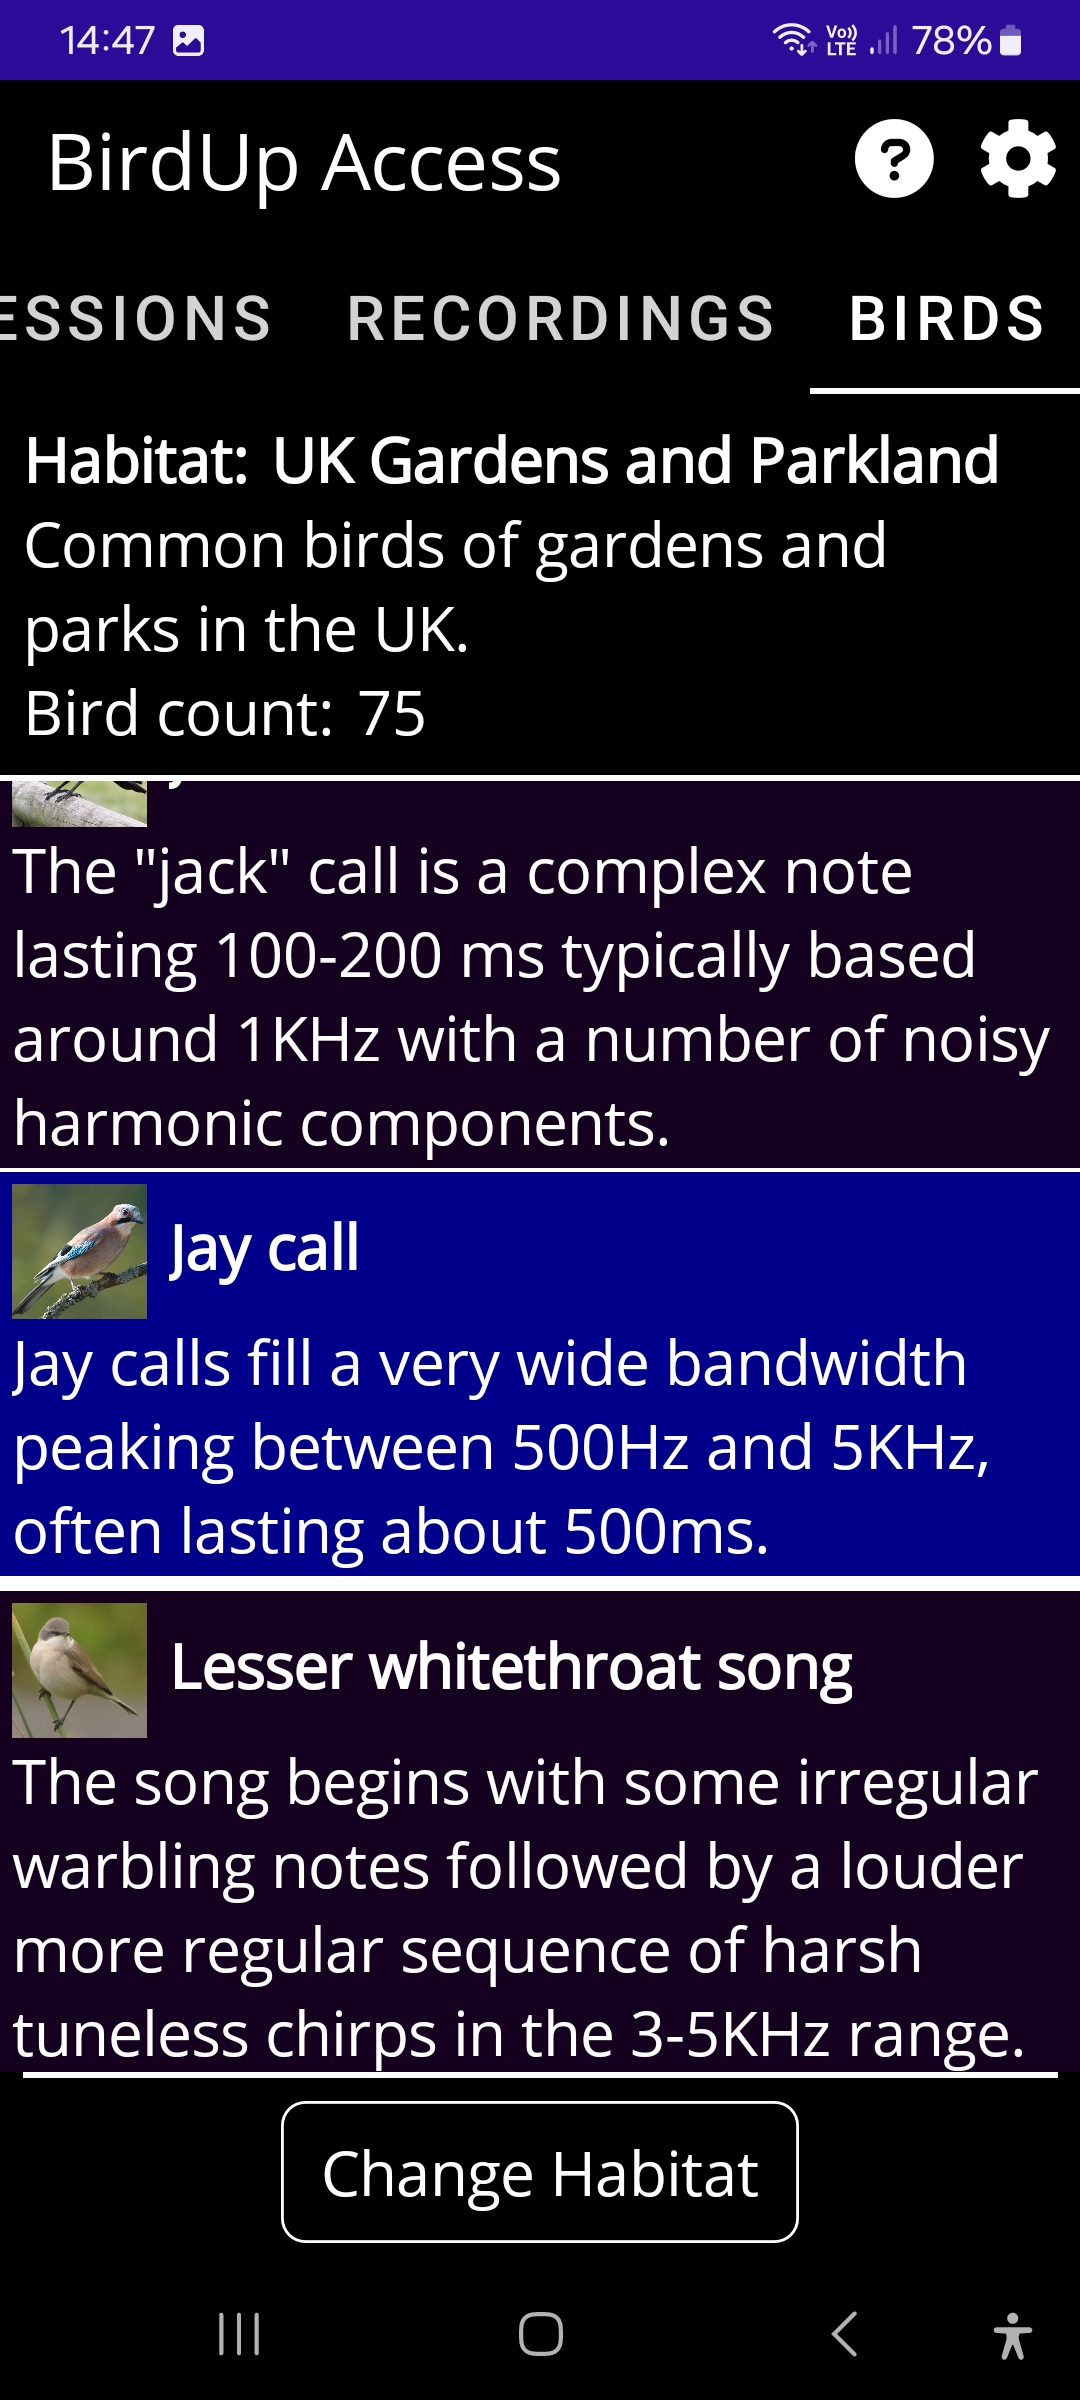 14:47
Vo)) LTE 78%
BirdUp Access
ESSIONS RECORDINGS BIRDS
Habitat: UK Gardens and Parkland
Common birds of gardens and
parks in the UK.
Bird count: 75
The "jack" call is a complex note
lasting 100-200 ms typically based
around 1KHz with a number of noisy
harmonic components.
Jay call
Jay calls fill a very wide bandwidth
peaking between 500Hz and 5KHz,
often lasting about 500ms.
Lesser whitethroat song
The song begins with some irregular
warbling notes followed by a louder
more regular sequence of harsh
tuneless chirps in the 3-5KHz range.
Change Habitat